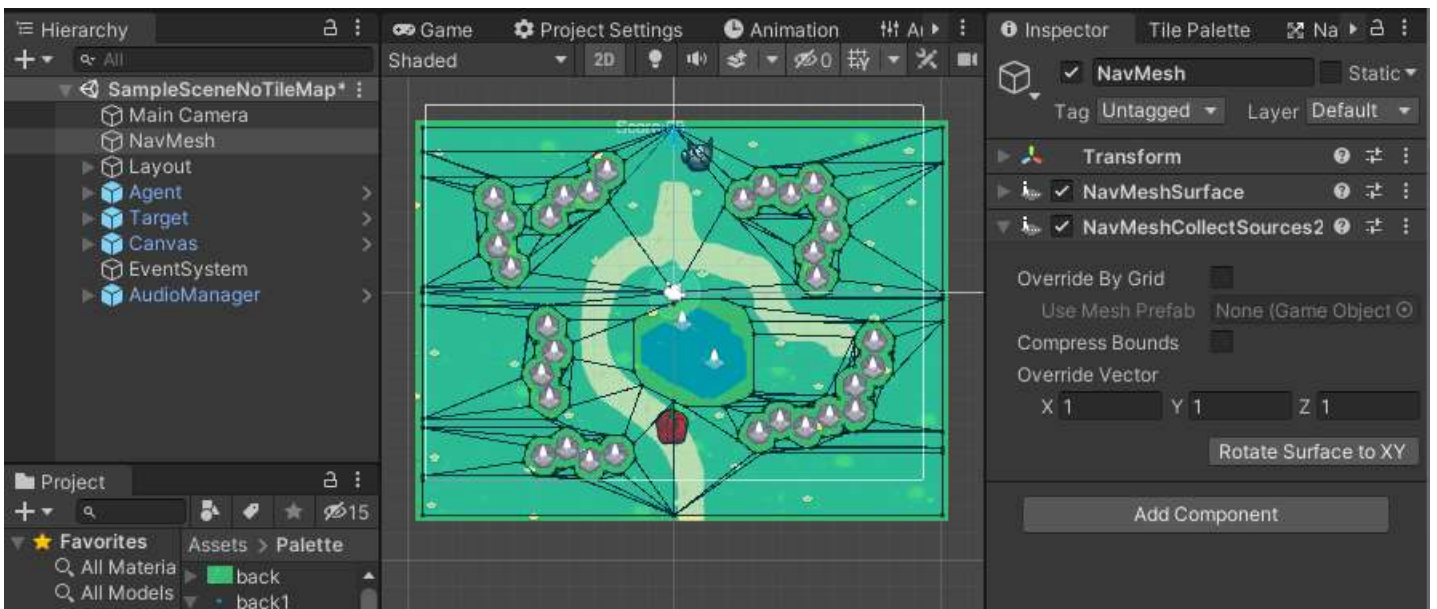 Hierarchy
All
SampleSceneNoTileMap*
Main Camera
NavMesh
Layout
Agent
Target
Canvas
EventSystem
AudioManager
Project
15
Favorites
All Materia
All Models
Assets > Palette
back
back1
Game
Project Settings
Animation
Shaded
2D
0
Inspector
Tile Palette
Na
NavMesh
Static
Tag Untagged
Layer Default
Transform
NavMeshSurface
NavMeshCollectSources2
Override By Grid
Use Mesh Prefab None (Game Object
Compress Bounds
Override Vector
X 1 Y 1 Z 1
Rotate Surface to XY
Add Component